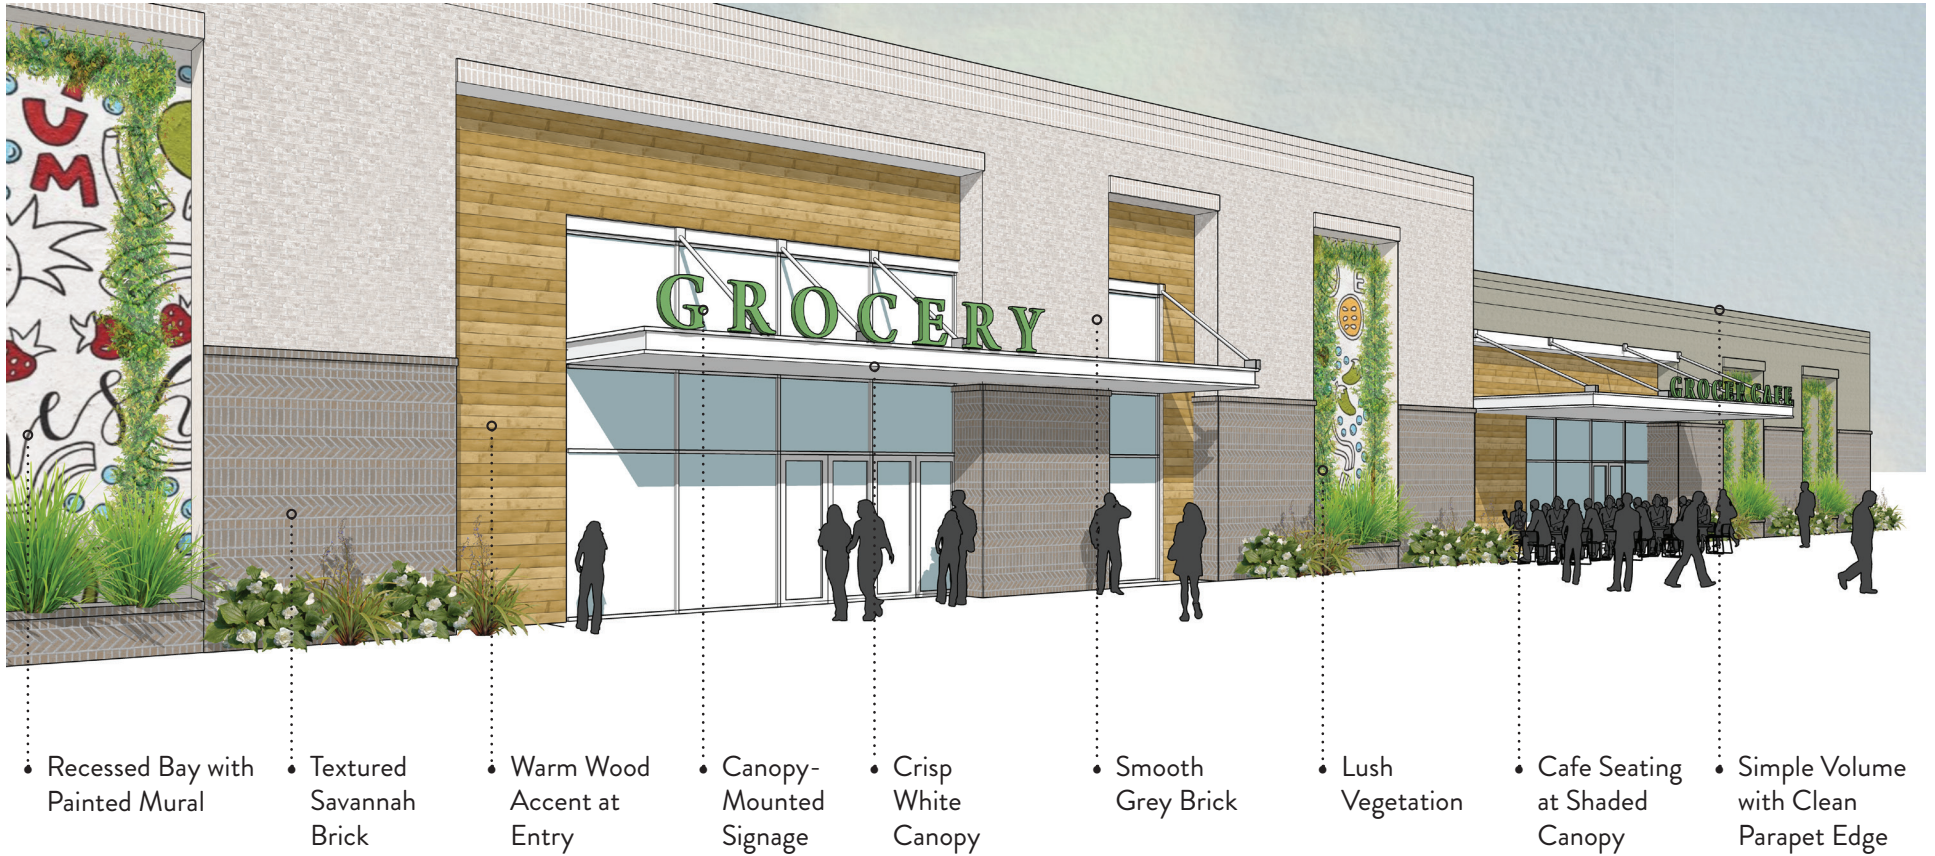 UM
esh
GROCERY
GROCER CAFE
Recessed Bay with
Painted Mural
Textured
Savannah
Brick
Warm Wood
Accent at
Entry
Canopy-
Mounted
Signage
Crisp
White
Canopy
Smooth
Grey Brick
Lush
Vegetation
Cafe Seating
at Shaded
Canopy
Simple Volume
with Clean
Parapet Edge